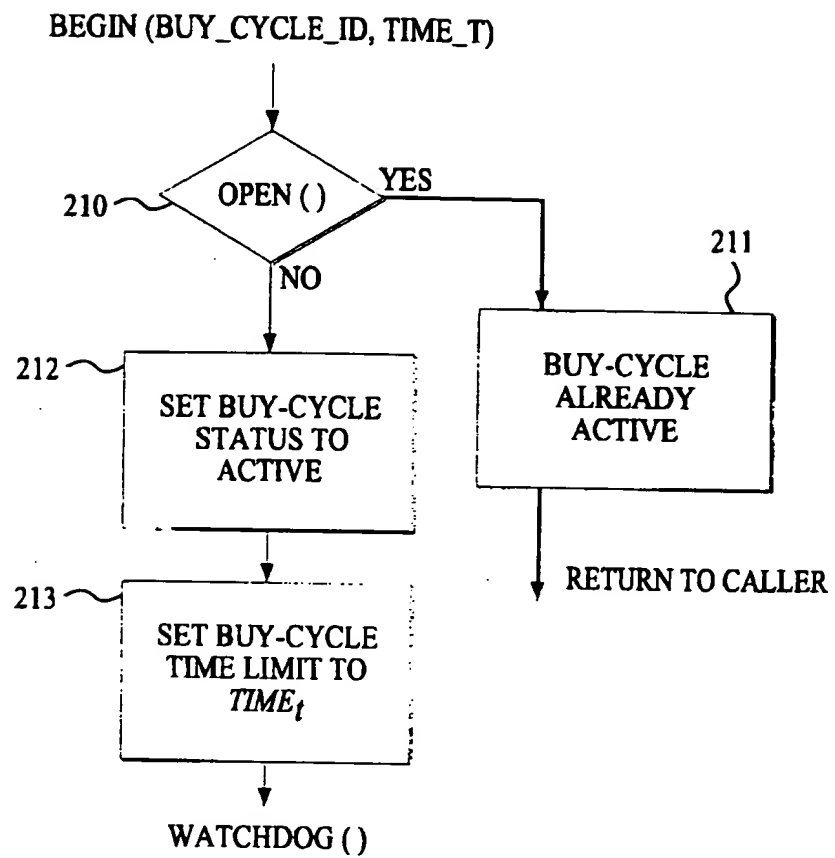 BEGIN (BUY_CYCLE_ID, TIME_T)
210
OPEN ( )
YES
NO
211
212
SET BUY-CYCLE
STATUS TO
ACTIVE
BUY-CYCLE
ALREADY
ACTIVE
213
SET BUY-CYCLE
TIME LIMIT TO
TIMEt
RETURN TO CALLER
WATCHDOG ( )